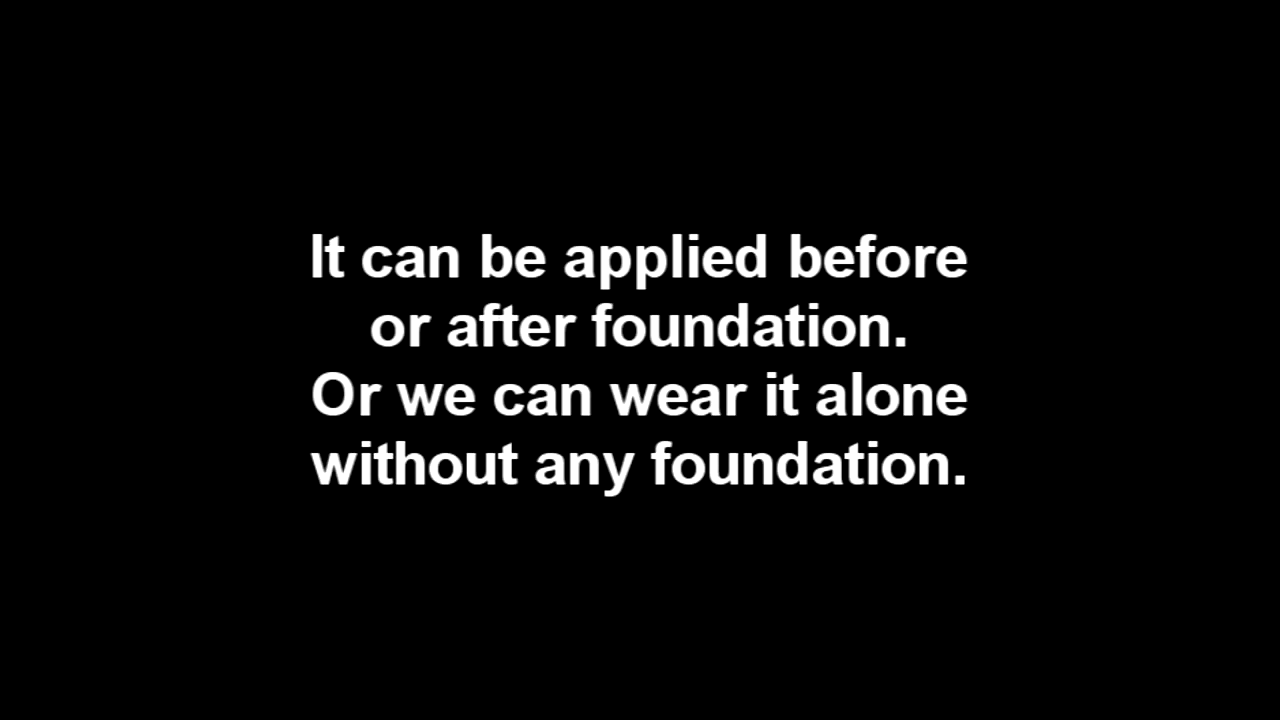 It can be applied before
or after foundation.
Or we can wear it alone
without any foundation.